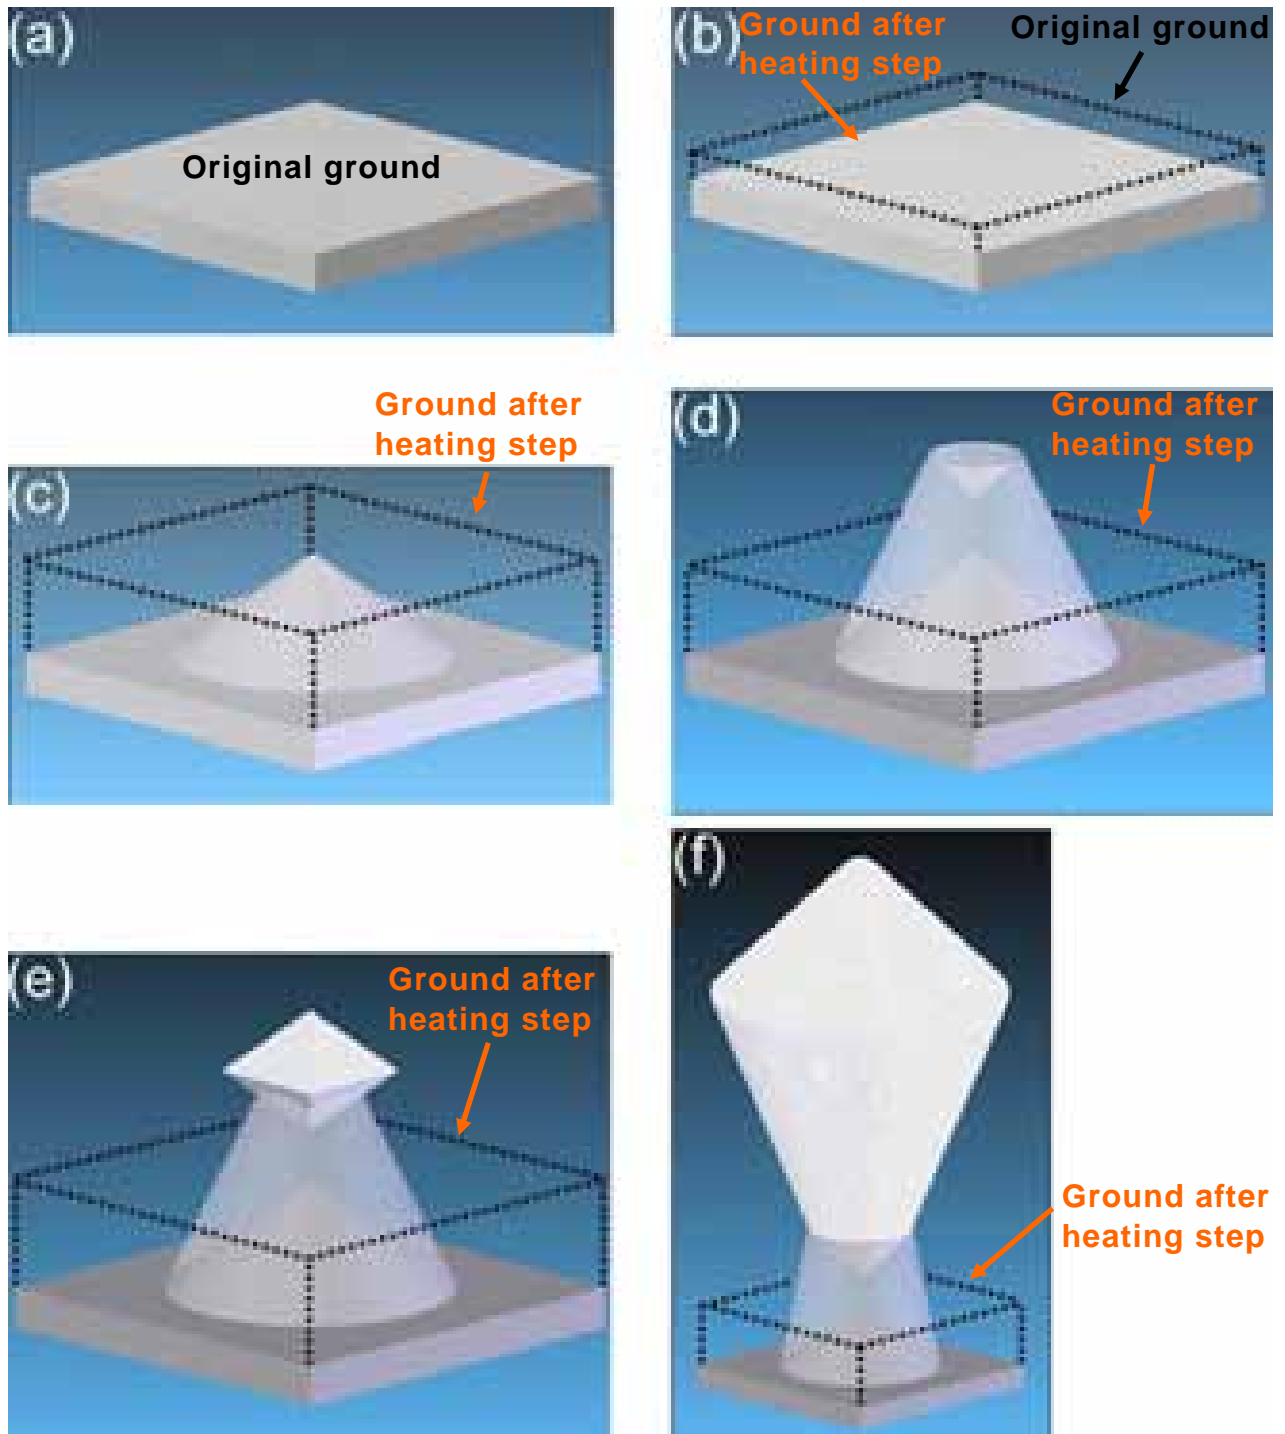 (a)
Original ground
(b)
Ground after
heating step
Original ground
(c)
Ground after
heating step
(d)
Ground after
heating step
(e)
Ground after
heating step
(f)
Ground after
heating step